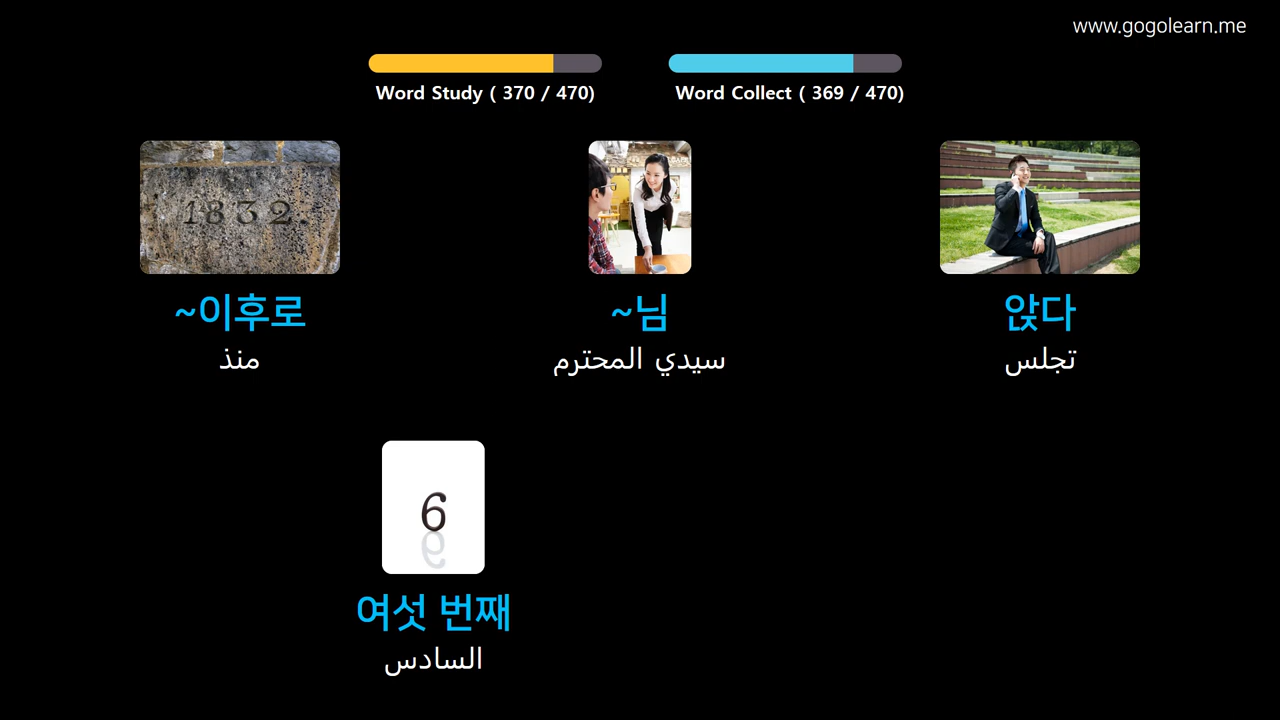 www.gogolearn.me
Word Study ( 370 / 470)
Word Collect ( 369 / 470)
1832.
~이후로
منذ
~님
سيدي المحترم
앉다
تجلس
6
여섯 번째
السادس